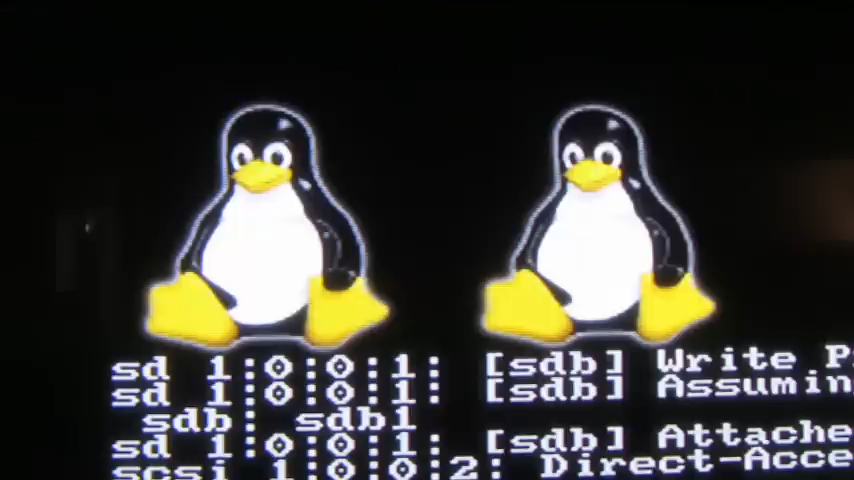 sd 1:0:0:1: [sdb] Write P
sd 1:0:0:1: [sdb] Assumin
sdb: sdb1
sd 1:0:0:1: [sdb] Attache
scsi 1:0:0:2: Direct-Acce